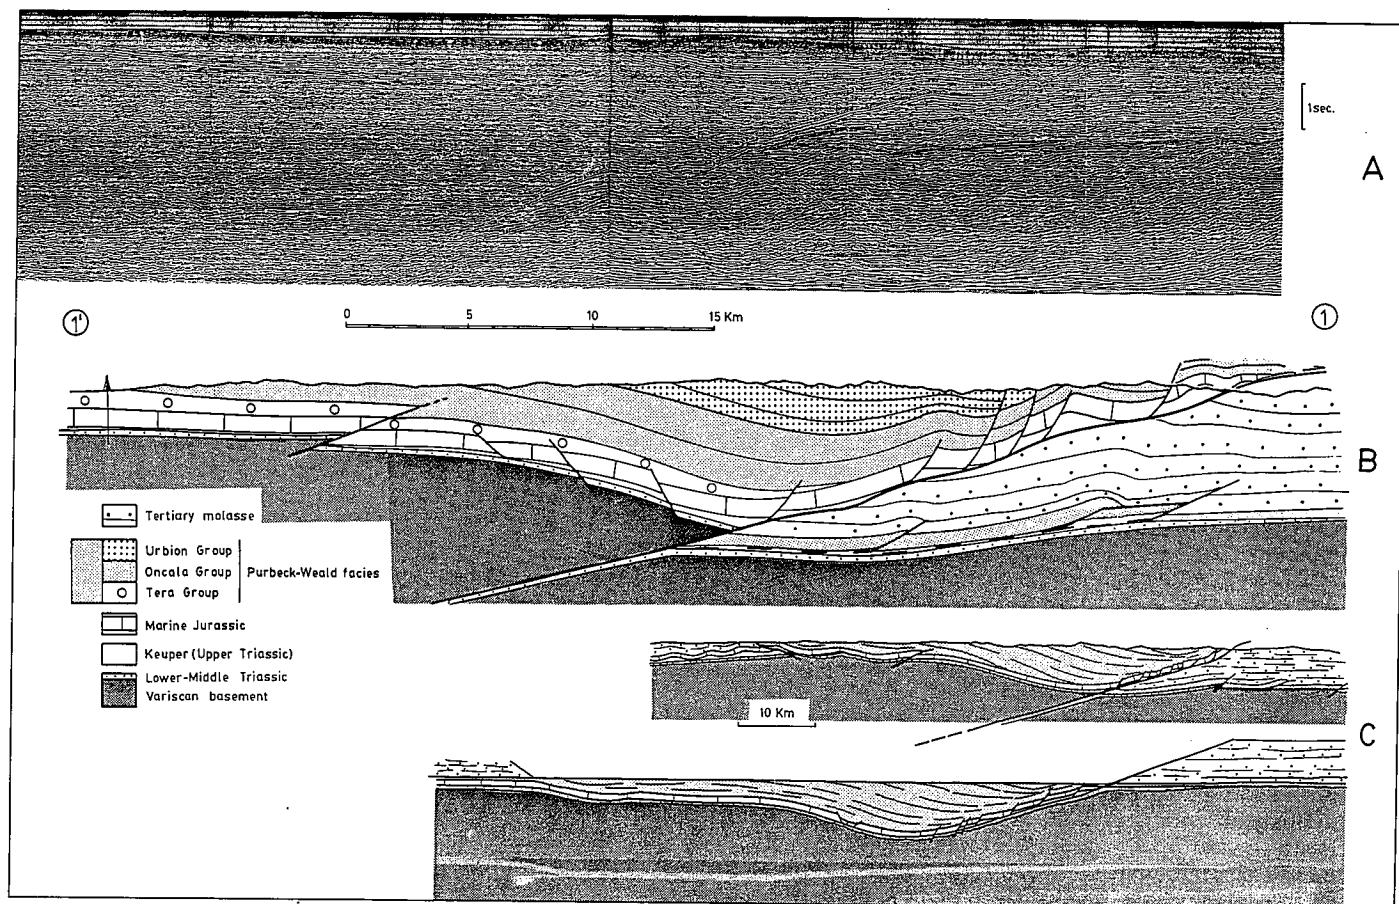 1sec.
A
1'
0 5 10 15 Km
1
B
Tertiary molasse
Urbion Group
Oncala Group
Tera Group
Purbeck-Weald facies
Marine Jurassic
Keuper (Upper Triassic)
Lower-Middle Triassic
Variscan basement
10 Km
C